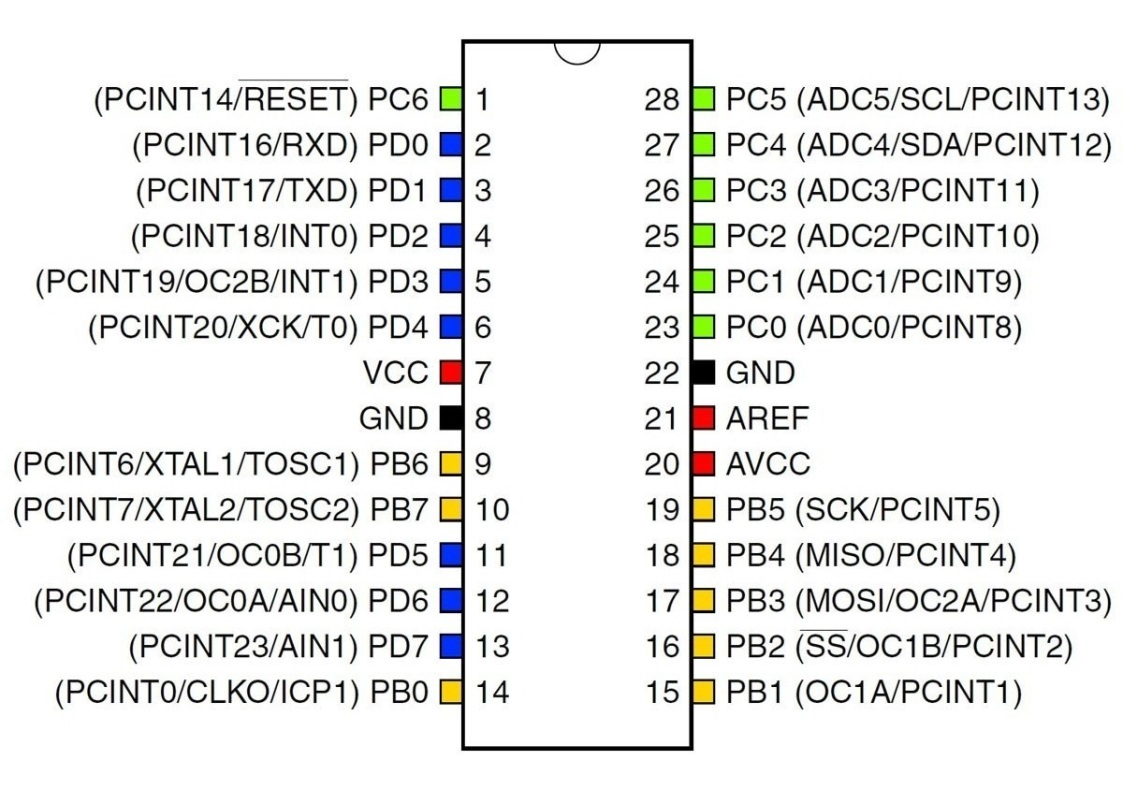 (PCINT14/RESET) PC6 1 28 PC5 (ADC5/SCL/PCINT13)
(PCINT16/RXD) PD0 2 27 PC4 (ADC4/SDA/PCINT12)
(PCINT17/TXD) PD1 3 26 PC3 (ADC3/PCINT11)
(PCINT18/INT0) PD2 4 25 PC2 (ADC2/PCINT10)
(PCINT19/OC2B/INT1) PD3 5 24 PC1 (ADC1/PCINT9)
(PCINT20/XCK/T0) PD4 6 23 PC0 (ADC0/PCINT8)
VCC 7 22 GND
GND 8 21 AREF
(PCINT6/XTAL1/TOSC1) PB6 9 20 AVCC
(PCINT7/XTAL2/TOSC2) PB7 10 19 PB5 (SCK/PCINT5)
(PCINT21/OC0B/T1) PD5 11 18 PB4 (MISO/PCINT4)
(PCINT22/OC0A/AIN0) PD6 12 17 PB3 (MOSI/OC2A/PCINT3)
(PCINT23/AIN1) PD7 13 16 PB2 (SS/OC1B/PCINT2)
(PCINT0/CLKO/ICP1) PB0 14 15 PB1 (OC1A/PCINT1)